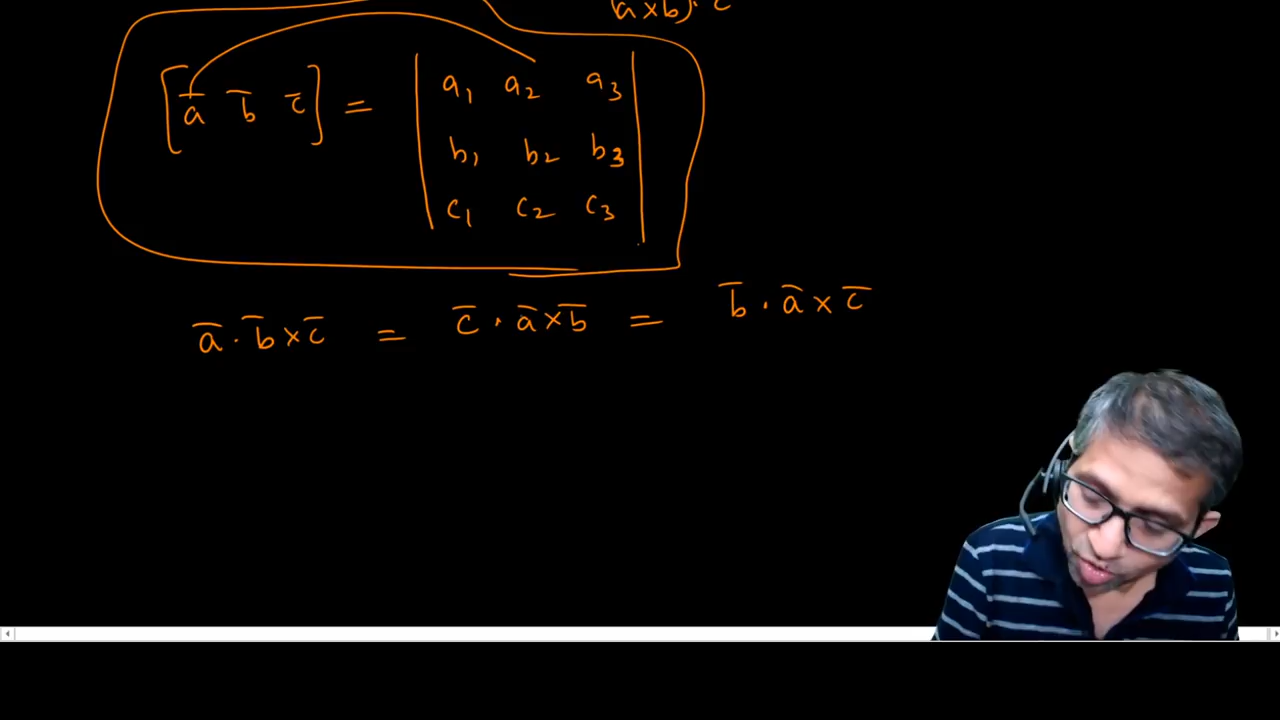 (a×b)·c
[a̅ b̅ c̅] = | a₁ a₂ a₃ |
| b₁ b₂ b₃ |
| c₁ c₂ c₃ |
a̅ · b̅ × c̅ = c̅ · a̅ × b̅ = b̅ · a̅ × c̅